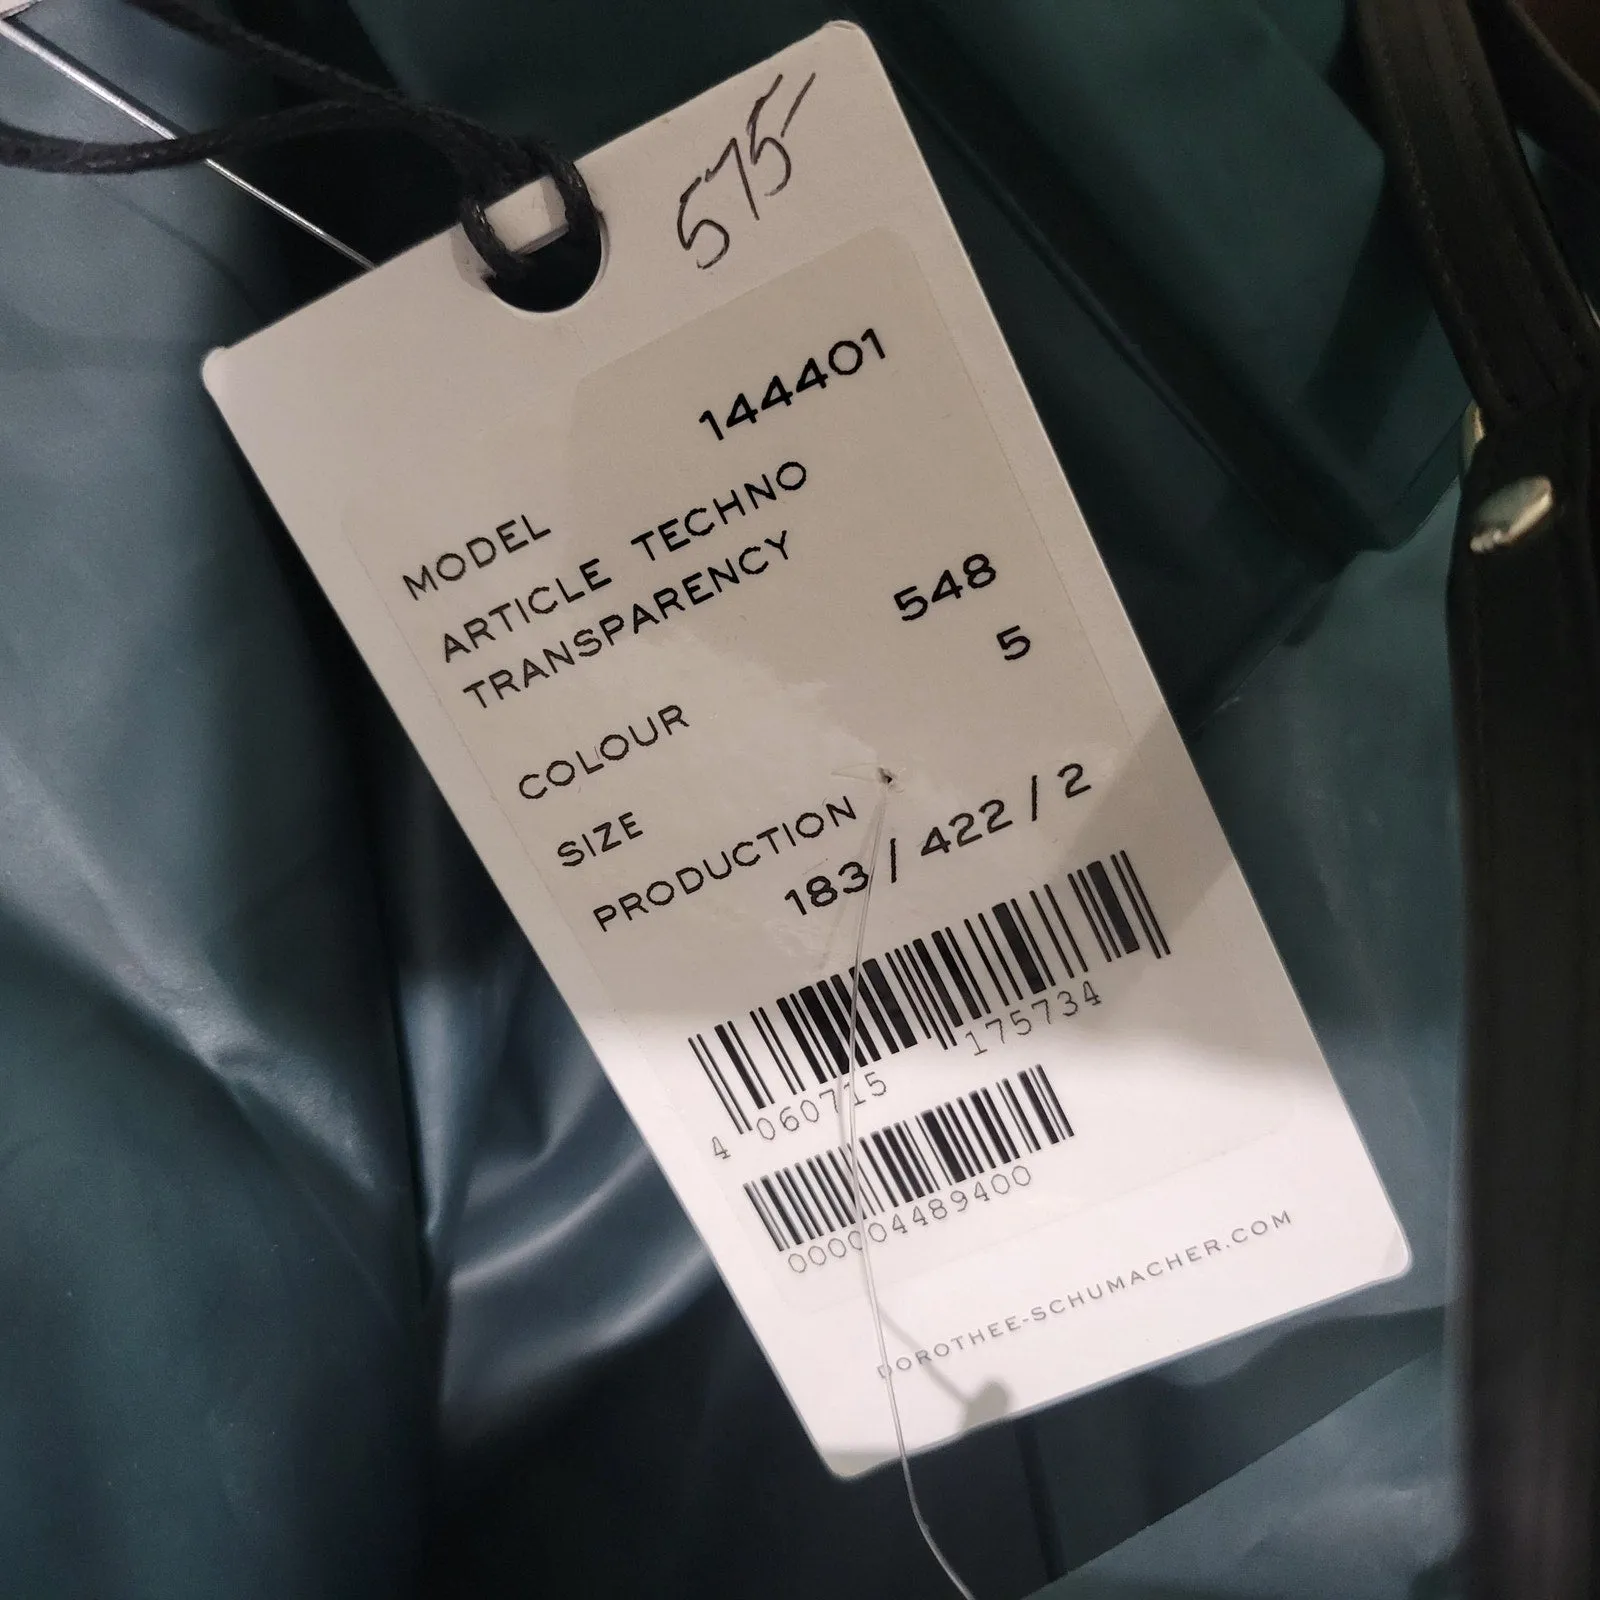 575-
144401
MODEL
ARTICLE TECHNO
TRANSPARENCY
548
COLOUR
5
SIZE
PRODUCTION
183 / 422 / 2
4 060715 175734
000004489400
DOROTHEE-SCHUMACHER.COM